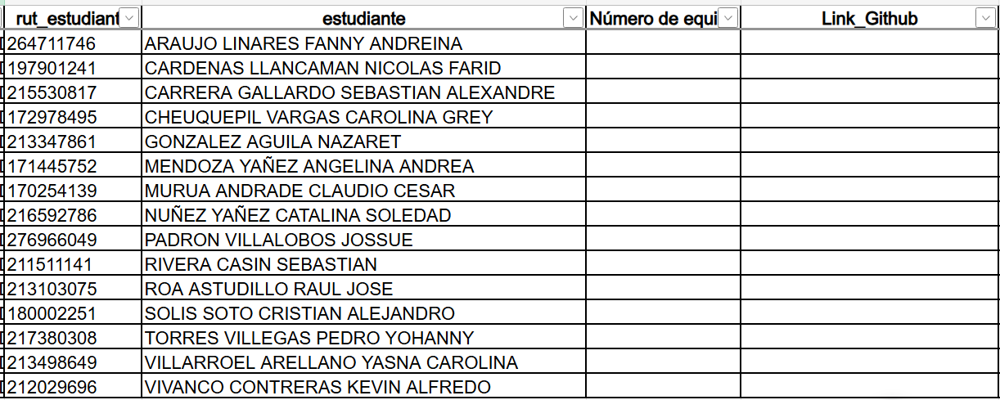 rut_estudiant estudiante Número de equi Link_Github
264711746 ARAUJO LINARES FANNY ANDREINA
197901241 CARDENAS LLANCAMAN NICOLAS FARID
215530817 CARRERA GALLARDO SEBASTIAN ALEXANDRE
172978495 CHEUQUEPIL VARGAS CAROLINA GREY
213347861 GONZALEZ AGUILA NAZARET
171445752 MENDOZA YAÑEZ ANGELINA ANDREA
170254139 MURUA ANDRADE CLAUDIO CESAR
216592786 NUÑEZ YAÑEZ CATALINA SOLEDAD
276966049 PADRON VILLALOBOS JOSSUE
211511141 RIVERA CASIN SEBASTIAN
213103075 ROA ASTUDILLO RAUL JOSE
180002251 SOLIS SOTO CRISTIAN ALEJANDRO
217380308 TORRES VILLEGAS PEDRO YOHANNY
213498649 VILLARROEL ARELLANO YASNA CAROLINA
212029696 VIVANCO CONTRERAS KEVIN ALFREDO